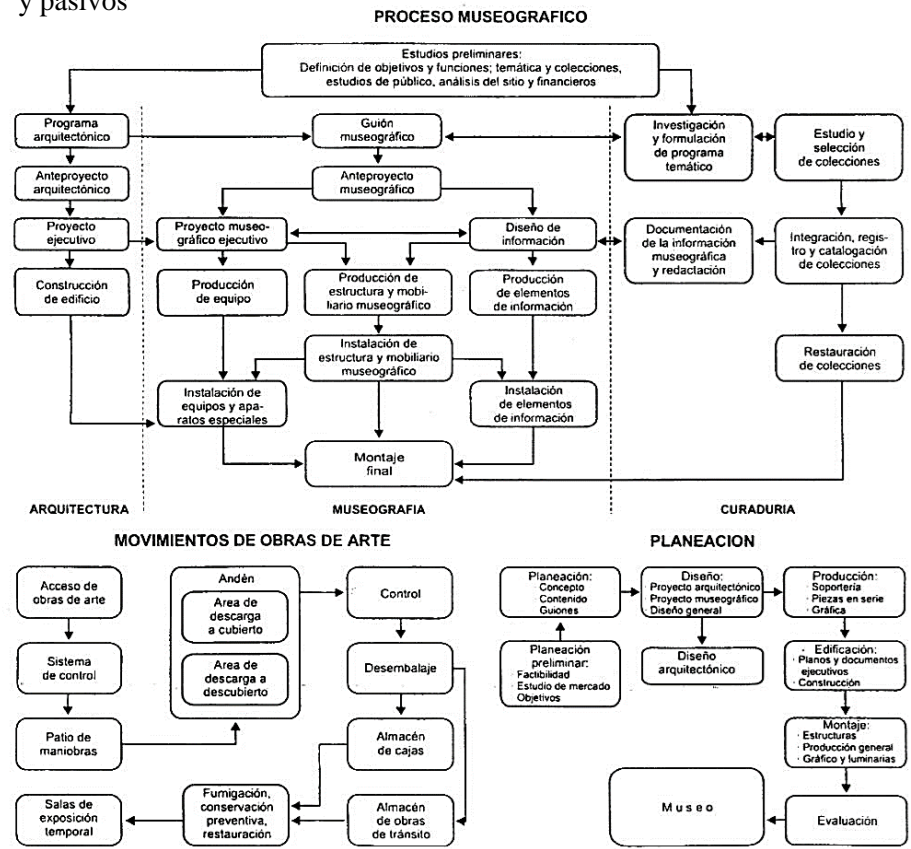 y pasivos
PROCESO MUSEOGRAFICO
Estudios preliminares:
Definición de objetivos y funciones; temática y colecciones,
estudios de público, análisis del sitio y financieros
Programa
arquitectónico
Guión
museográfico
Investigación
y formulación
de programa
temático
Estudio y
selección
de colecciones
Anteproyecto
arquitectónico
Anteproyecto
museográfico
Proyecto
ejecutivo
Proyecto museo-
gráfico ejecutivo
Diseño de
información
Documentación
de la información
museográfica
y redactación
Integración, regis-
tro y catalogación
de colecciones
Construcción
de edificio
Producción
de equipo
Producción de
estructura y mobi-
liario museográfico
Producción
de elementos
de información
Instalación de
estructura y mobiliario
museográfico
Restauración
de colecciones
Instalación de
equipos y apa-
ratos especiales
Instalación
de elementos
de información
Montaje
final
ARQUITECTURA
MUSEOGRAFIA
CURADURIA
MOVIMIENTOS DE OBRAS DE ARTE
Acceso de
obras de arte
Sistema
de control
Patio de
maniobras
Salas de
exposición
temporal
Andén
Area de
descarga
a cubierto
Area de
descarga a
descubierto
Fumigación,
conservación
preventiva,
restauración
Control
Desembalaje
Almacén
de cajas
Almacén
de obras
de tránsito
PLANEACION
Planeación:
Concepto
Contenido
Guiones
Planeación
preliminar:
Factibilidad
Estudio de mercado
Objetivos
Diseño:
· Proyecto arquitectónico
· Proyecto museográfico
· Diseño general
Diseño
arquitectónico
Producción:
· Soportería
· Piezas en serie
· Gráfica
Edificación:
· Planos y documentos
ejecutivos
· Construcción
Montaje:
· Estructuras
· Producción general
· Gráfico y luminarias
Evaluación
Museo